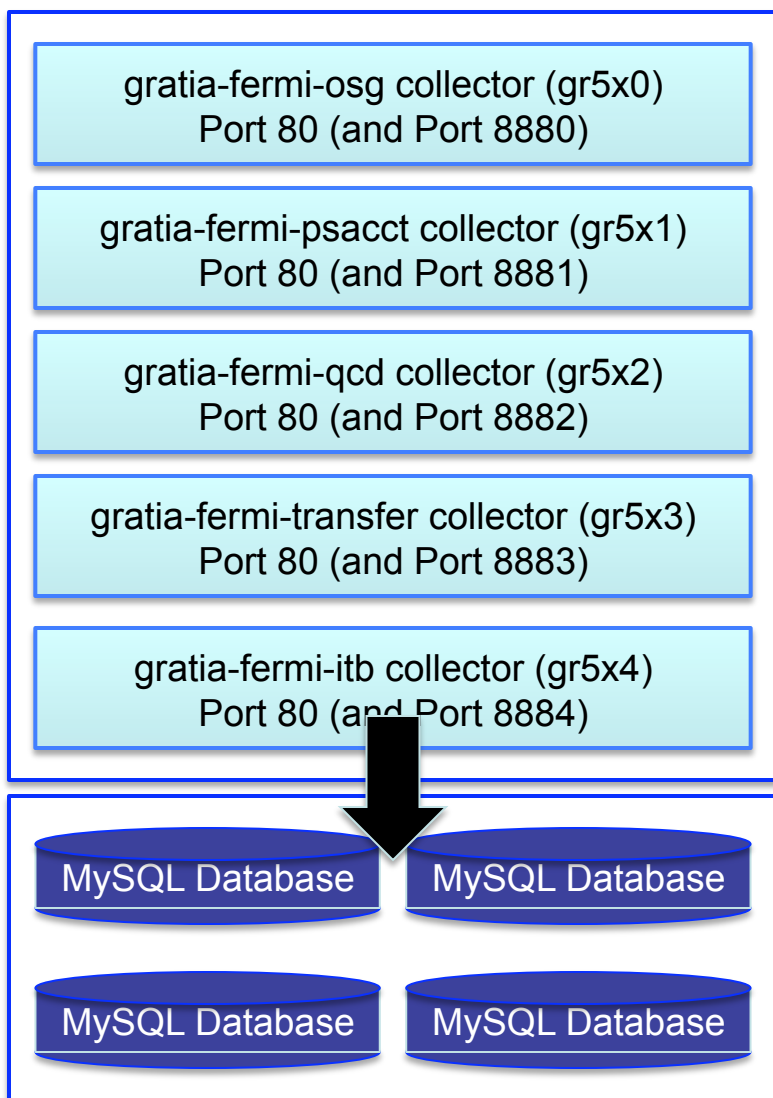 gratia-fermi-osg collector (gr5x0)
Port 80 (and Port 8880)
gratia-fermi-psacct collector (gr5x1)
Port 80 (and Port 8881)
gratia-fermi-qcd collector (gr5x2)
Port 80 (and Port 8882)
gratia-fermi-transfer collector (gr5x3)
Port 80 (and Port 8883)
gratia-fermi-itb collector (gr5x4)
Port 80 (and Port 8884)
MySQL Database
MySQL Database
MySQL Database
MySQL Database